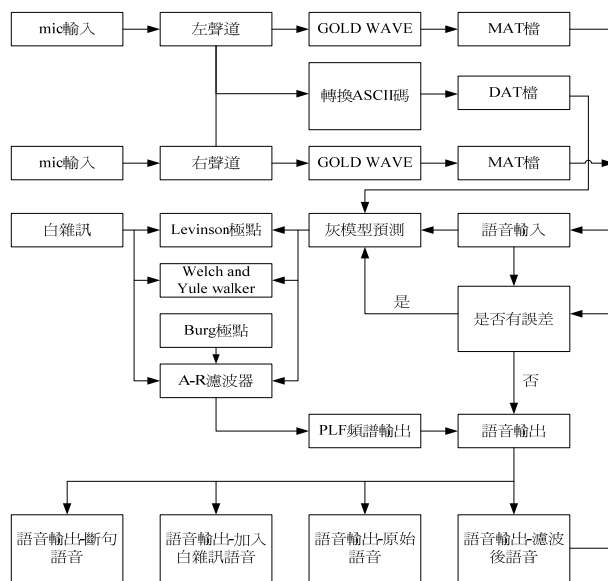 mic輸入
左聲道
GOLD WAVE
MAT檔
轉換ASCII碼
DAT檔
mic輸入
右聲道
GOLD WAVE
MAT檔
白雜訊
Levinson極點
灰模型預測
語音輸入
Welch and
Yule walker
是
是否有誤差
Burg極點
A-R濾波器
否
PLF頻譜輸出
語音輸出
語音輸出-斷句
語音
語音輸出-加入
白雜訊語音
語音輸出-原始
語音
語音輸出-濾波
後語音